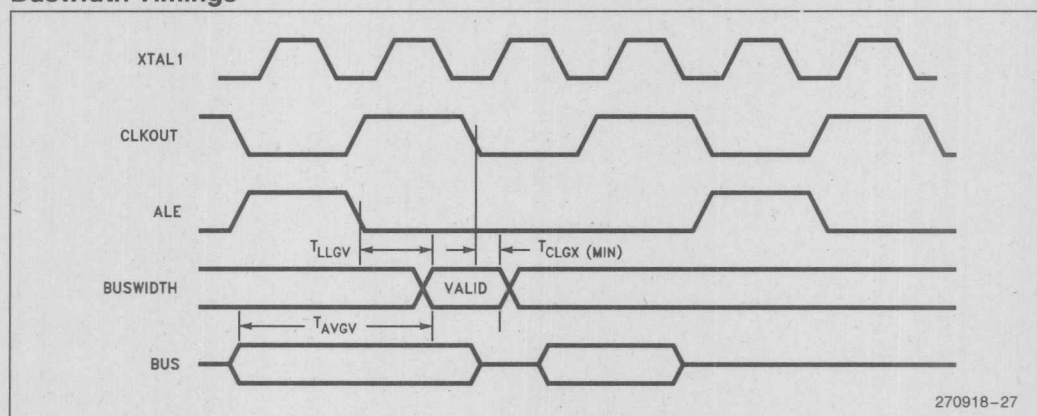 Buswidth Timings
XTAL1
CLKOUT
ALE
TLLGV
TCLGX (MIN)
BUSWIDTH
VALID
TAVGV
BUS
270918-27